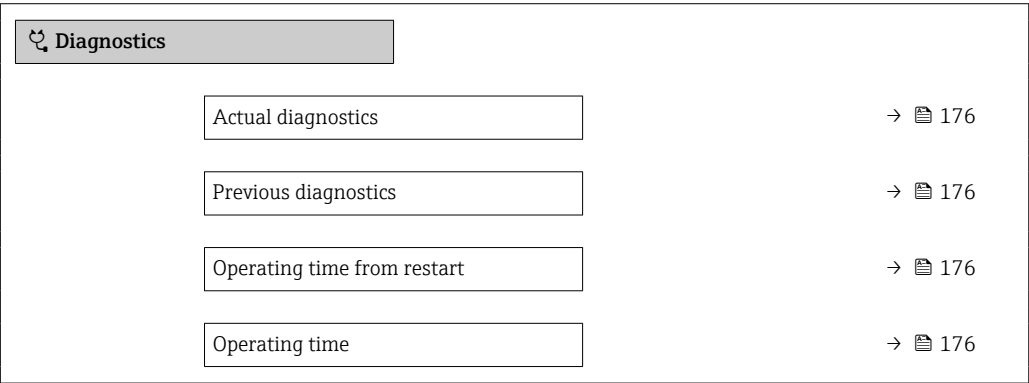 Diagnostics
Actual diagnostics → 176
Previous diagnostics → 176
Operating time from restart → 176
Operating time → 176